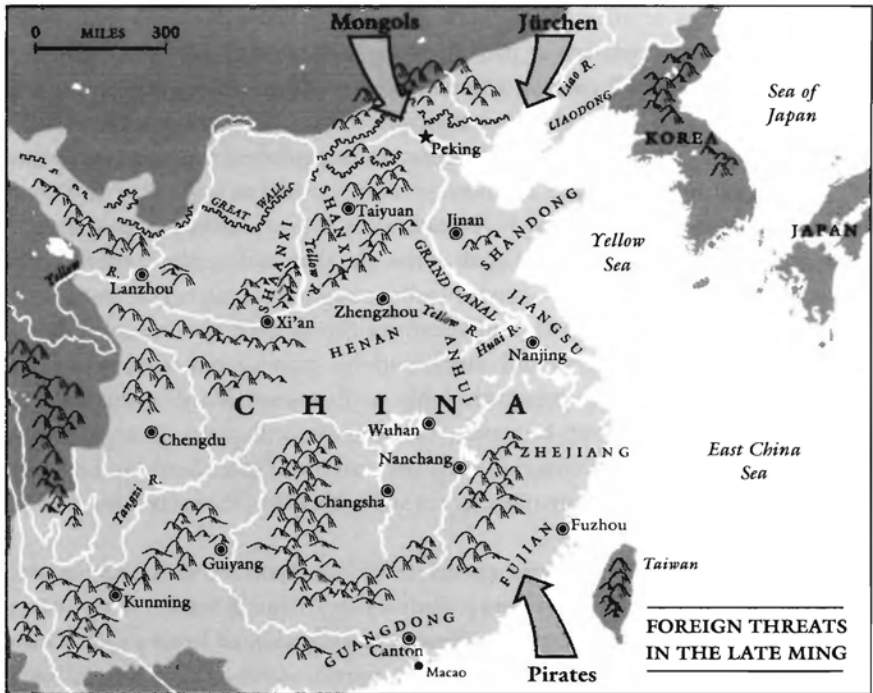 Mongols
Jürchen
0 MILES 300
Liao R.
LIAODONG
Sea of
Japan
KOREA
Peking
GREAT WALL
SHANXI
Taiyuan
Jinan
SHANDONG
Yellow
Sea
JAPAN
Yellow
R.
Lanzhou
SHAANXI
Yellow R.
GRAND CANAL
JIANGSU
Xi'an
Zhengzhou
Yellow R.
Huai R.
HENAN
ANHUI
Nanjing
CHINA
Chengdu
Wuhan
Nanchang
ZHEJIANG
East China
Sea
Yangzi R.
Changsha
FUJIAN
Fuzhou
Guiyang
Taiwan
Kunming
GUANGDONG
Canton
Macao
Pirates
FOREIGN THREATS
IN THE LATE MING